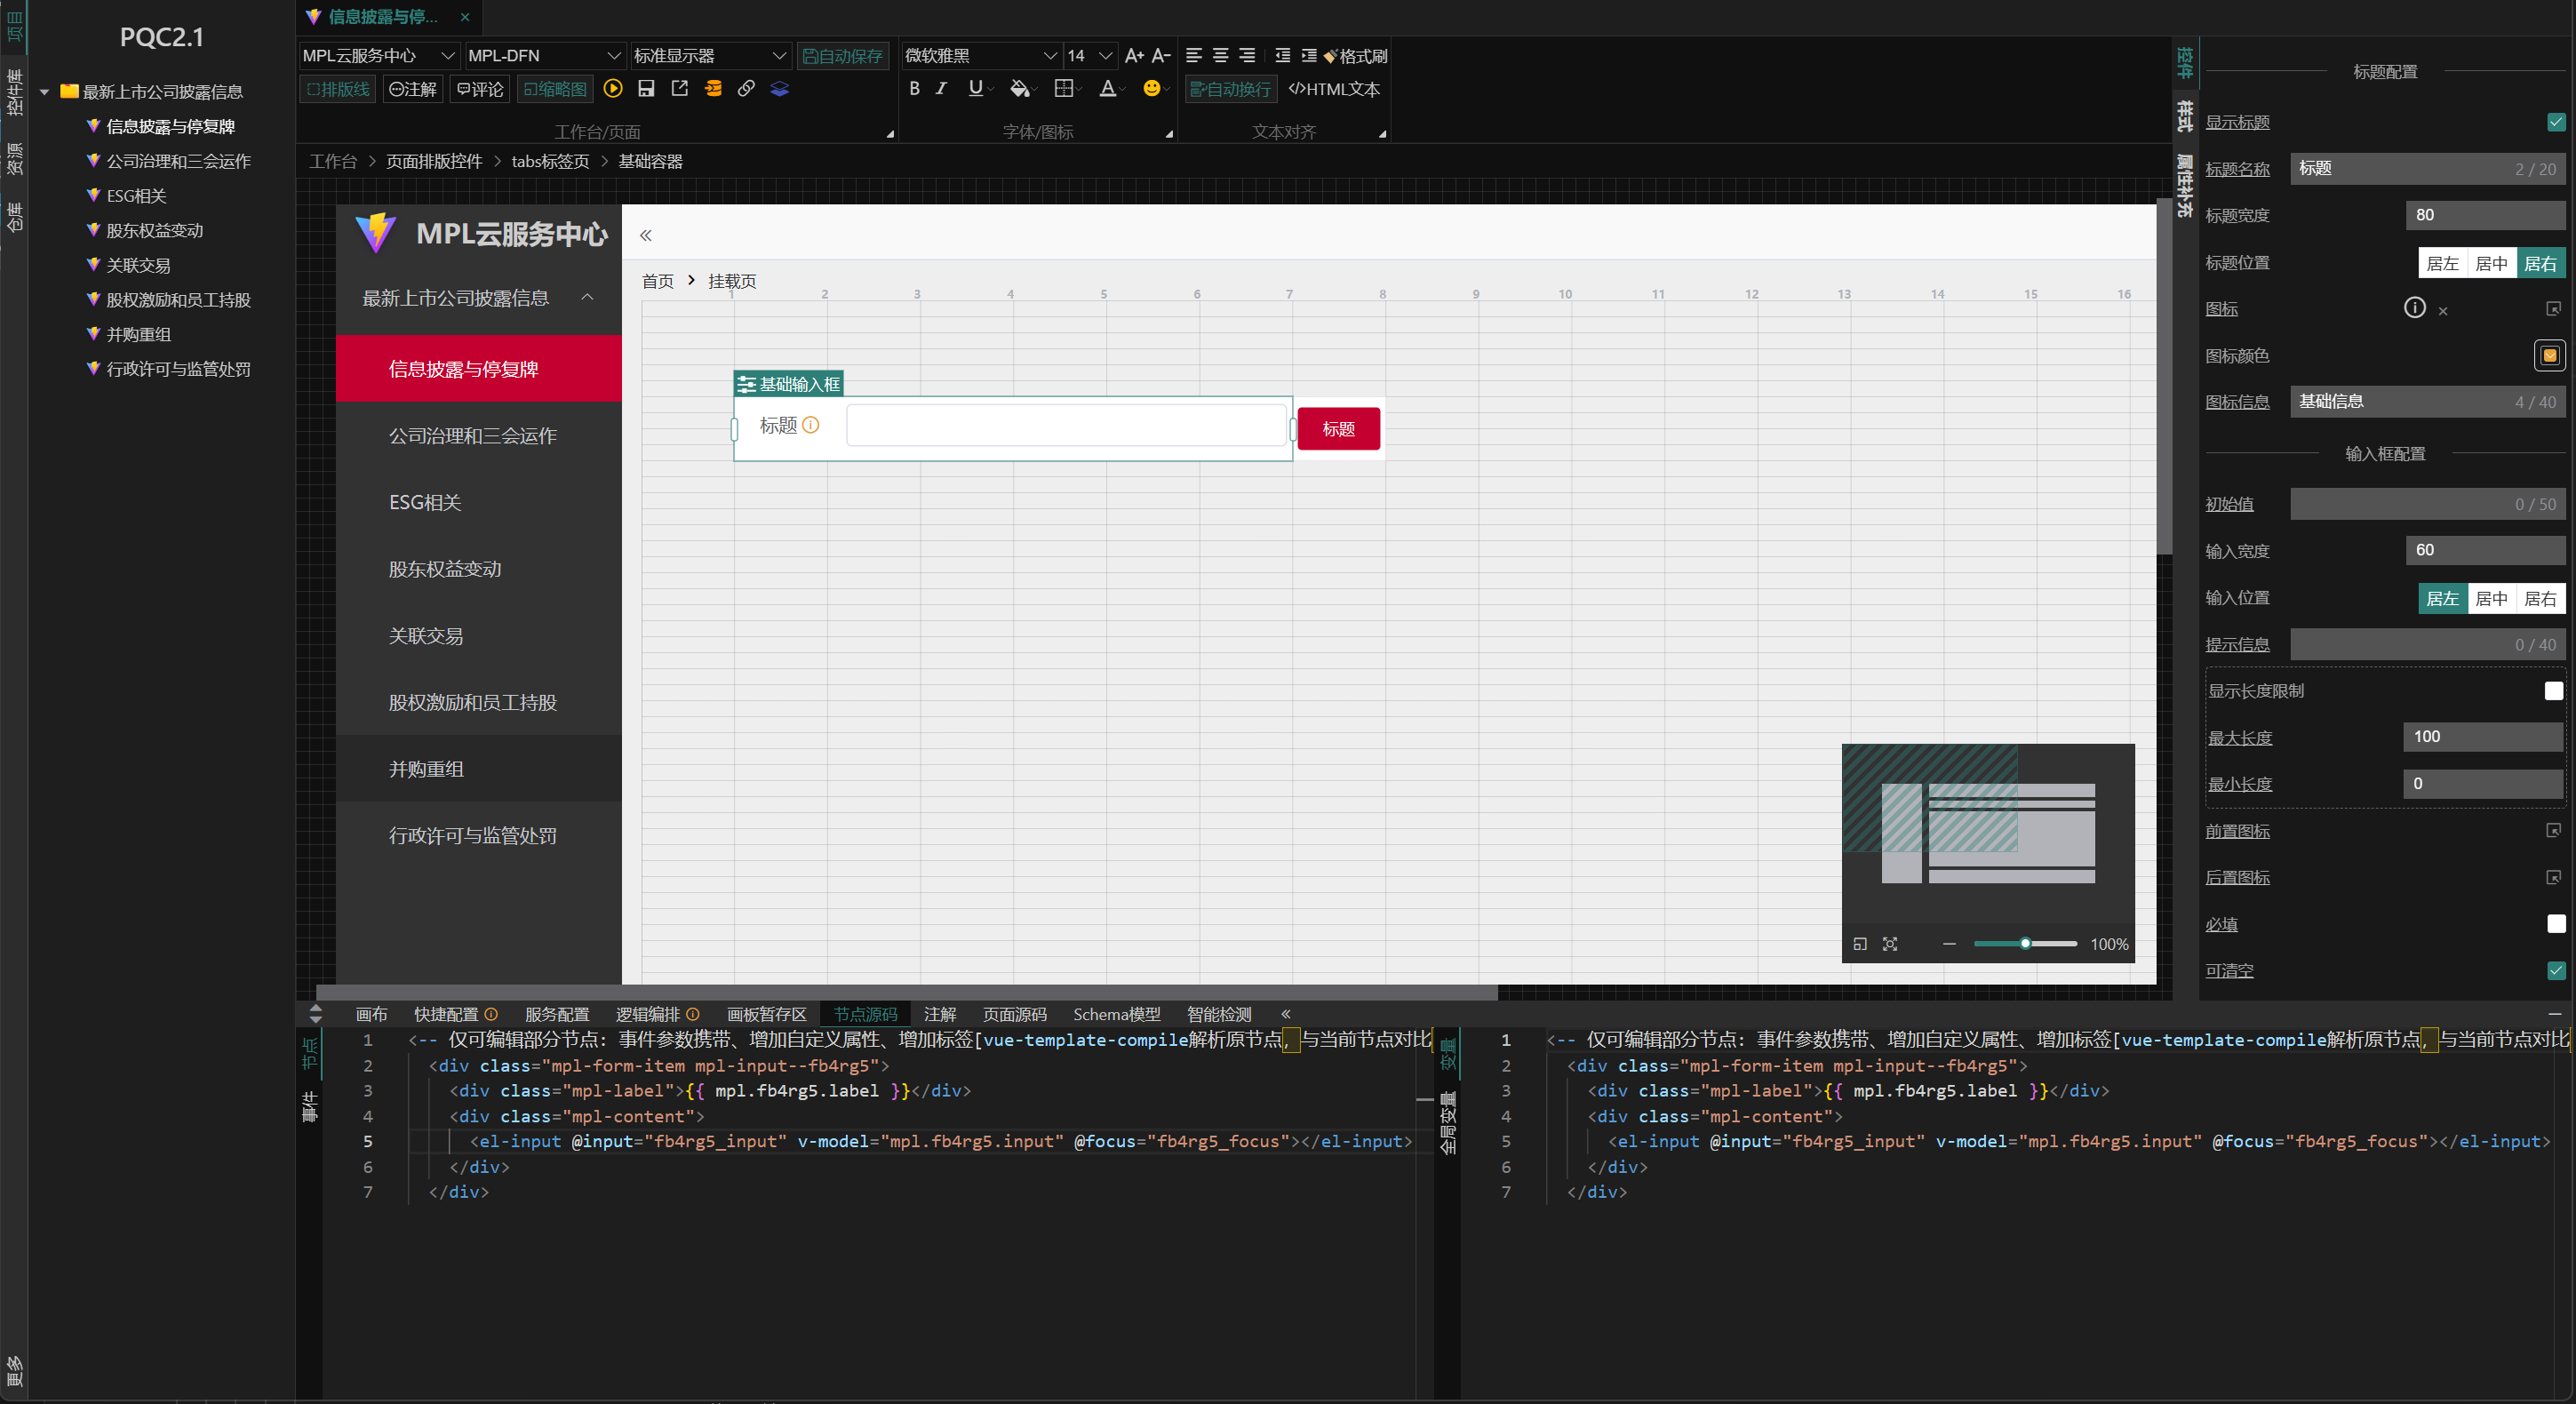 项目
控件库
资源
仓库
更多
PQC2.1
最新上市公司披露信息
信息披露与停复牌
公司治理和三会运作
ESG相关
股东权益变动
关联交易
股权激励和员工持股
并购重组
行政许可与监管处罚
信息披露与停... ×
MPL云服务中心 MPL-DFN 标准显示器 自动保存
微软雅黑 14 A+ A-
格式刷
排版线 注解 评论 缩略图
B I U A
自动换行 </>HTML文本
工作台/页面 字体/图标 文本对齐
工作台 > 页面排版控件 > tabs标签页 > 基础容器
MPL云服务中心
«
最新上市公司披露信息
信息披露与停复牌
公司治理和三会运作
ESG相关
股东权益变动
关联交易
股权激励和员工持股
并购重组
行政许可与监管处罚
首页 > 挂载页
1 2 3 4 5 6 7 8 9 10 11 12 13 14 15 16
基础输入框
标题
标题
100%
控件
样式
属性补充
标题配置
显示标题
标题名称 标题 2 / 20
标题宽度 80
标题位置 居左 居中 居右
图标 ×
图标颜色
图标信息 基础信息 4 / 40
输入框配置
初始值 0 / 50
输入宽度 60
输入位置 居左 居中 居右
提示信息 0 / 40
显示长度限制
最大长度 100
最小长度 0
前置图标
后置图标
必填
可清空
画布 快捷配置 服务配置 逻辑编排 画板暂存区 节点源码 注解 页面源码 Schema模型 智能检测 «
节点
事件
1 <-- 仅可编辑部分节点: 事件参数携带、增加自定义属性、增加标签[vue-template-compile解析原节点，与当前节点对比
2 <div class="mpl-form-item mpl-input--fb4rg5">
3 <div class="mpl-label">{{ mpl.fb4rg5.label }}</div>
4 <div class="mpl-content">
5 <el-input @input="fb4rg5_input" v-model="mpl.fb4rg5.input" @focus="fb4rg5_focus"></el-input>
6 </div>
7 </div>
变量
全局变量
1 <-- 仅可编辑部分节点: 事件参数携带、增加自定义属性、增加标签[vue-template-compile解析原节点，与当前节点对比
2 <div class="mpl-form-item mpl-input--fb4rg5">
3 <div class="mpl-label">{{ mpl.fb4rg5.label }}</div>
4 <div class="mpl-content">
5 <el-input @input="fb4rg5_input" v-model="mpl.fb4rg5.input" @focus="fb4rg5_focus"></el-input>
6 </div>
7 </div>